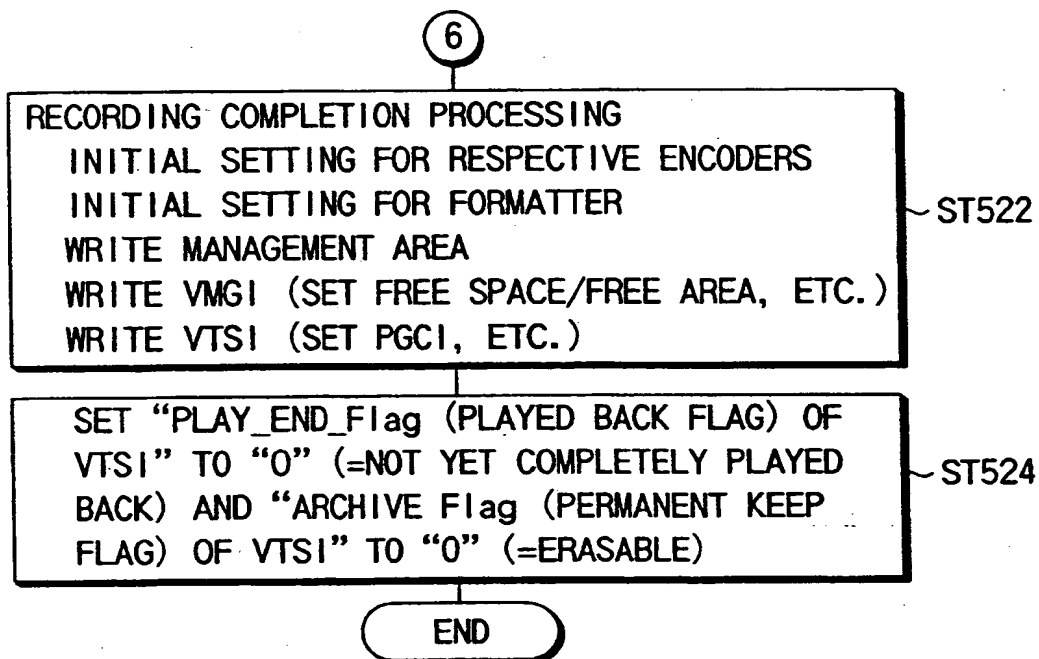 6
RECORDING COMPLETION PROCESSING
INITIAL SETTING FOR RESPECTIVE ENCODERS
INITIAL SETTING FOR FORMATTER
WRITE MANAGEMENT AREA
WRITE VMGI (SET FREE SPACE/FREE AREA, ETC.)
WRITE VTSI (SET PGCI, ETC.)
ST522
SET “PLAY_END_Flag (PLAYED BACK FLAG) OF
VTSI” TO “0” (=NOT YET COMPLETELY PLAYED
BACK) AND “ARCHIVE Flag (PERMANENT KEEP
FLAG) OF VTSI” TO “0” (=ERASABLE)
ST524
END